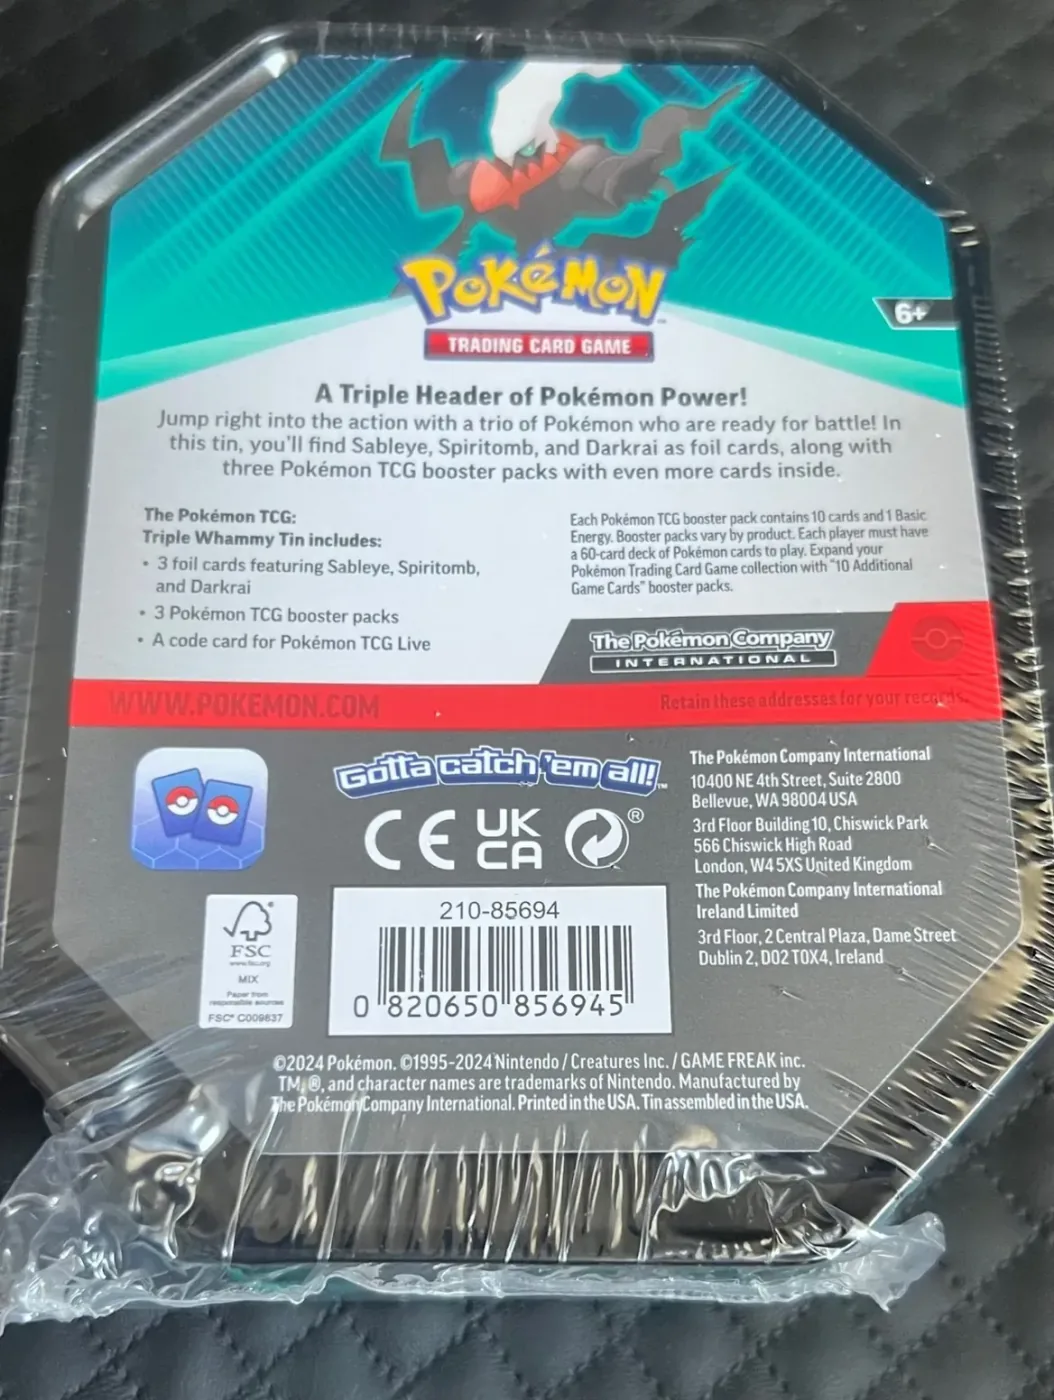 POKéMON
TRADING CARD GAME
6+
A Triple Header of Pokémon Power!
Jump right into the action with a trio of Pokémon who are ready for battle! In
this tin, you'll find Sableye, Spiritomb, and Darkrai as foil cards, along with
three Pokémon TCG booster packs with even more cards inside.
The Pokémon TCG:
Triple Whammy Tin includes:
• 3 foil cards featuring Sableye, Spiritomb,
and Darkrai
• 3 Pokémon TCG booster packs
• A code card for Pokémon TCG Live
Each Pokémon TCG booster pack contains 10 cards and 1 Basic
Energy. Booster packs vary by product. Each player must have
a 60-card deck of Pokémon cards to play. Expand your
Pokémon Trading Card Game collection with "10 Additional
Game Cards" booster packs.
The Pokémon Company
INTERNATIONAL
WWW.POKEMON.COM
Retain these addresses for your records.
Gotta catch 'em all!™
CE UK
CA ®
The Pokémon Company International
10400 NE 4th Street, Suite 2800
Bellevue, WA 98004 USA
3rd Floor Building 10, Chiswick Park
566 Chiswick High Road
London, W4 5XS United Kingdom
The Pokémon Company International
Ireland Limited
3rd Floor, 2 Central Plaza, Dame Street
Dublin 2, D02 T0X4, Ireland
FSC
www.fsc.org
MIX
Paper from
responsible sources
FSC® C009637
210-85694
0 820650 856945
©2024 Pokémon. ©1995-2024 Nintendo / Creatures Inc. / GAME FREAK inc.
TM, ®, and character names are trademarks of Nintendo. Manufactured by
The Pokémon Company International. Printed in the USA. Tin assembled in the USA.